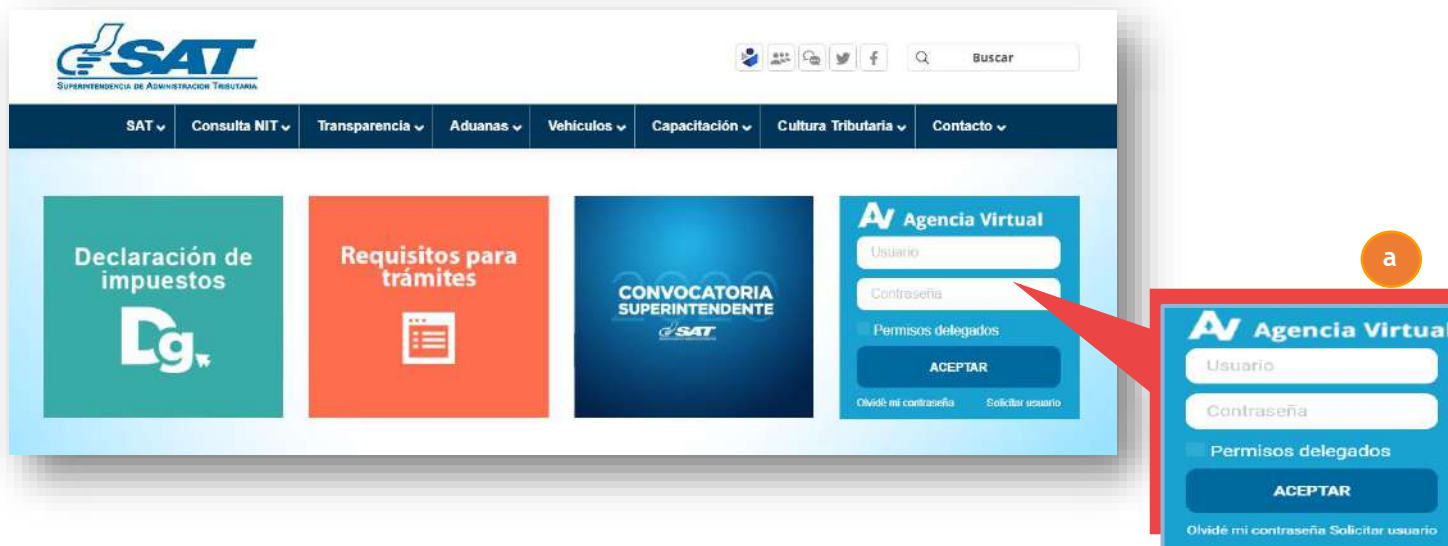 SAT
SUPERINTENDENCIA DE ADMINISTRACION TRIBUTARIA
Buscar
SAT Consulta NIT Transparencia Aduanas Vehículos Capacitación Cultura Tributaria Contacto
Declaración de
impuestos
Dg
Requisitos para
trámites
2020
CONVOCATORIA
SUPERINTENDENTE
SAT
AV Agencia Virtual
Usuario
Contraseña
Permisos delegados
ACEPTAR
Olvidé mi contraseña Solicitar usuario
a
AV Agencia Virtual
Usuario
Contraseña
Permisos delegados
ACEPTAR
Olvidé mi contraseña Solicitar usuario